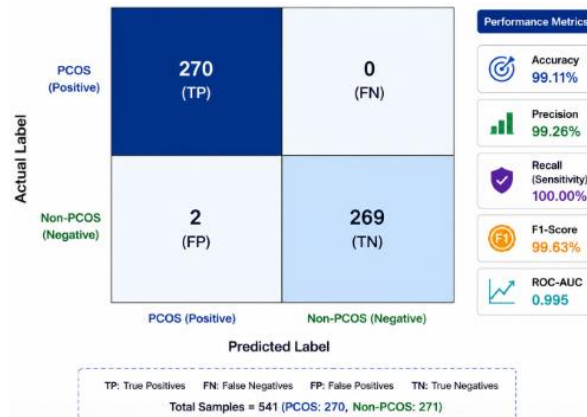 Actual Label
PCOS
(Positive)
270
(TP)
0
(FN)
Non-PCOS
(Negative)
2
(FP)
269
(TN)
PCOS (Positive)
Non-PCOS (Negative)
Predicted Label
Performance Metrics
Accuracy
99.11%
Precision
99.26%
Recall
(Sensitivity)
100.00%
F1
F1-Score
99.63%
ROC-AUC
0.995
TP: True Positives FN: False Negatives FP: False Positives TN: True Negatives
Total Samples = 541 (PCOS: 270, Non-PCOS: 271)